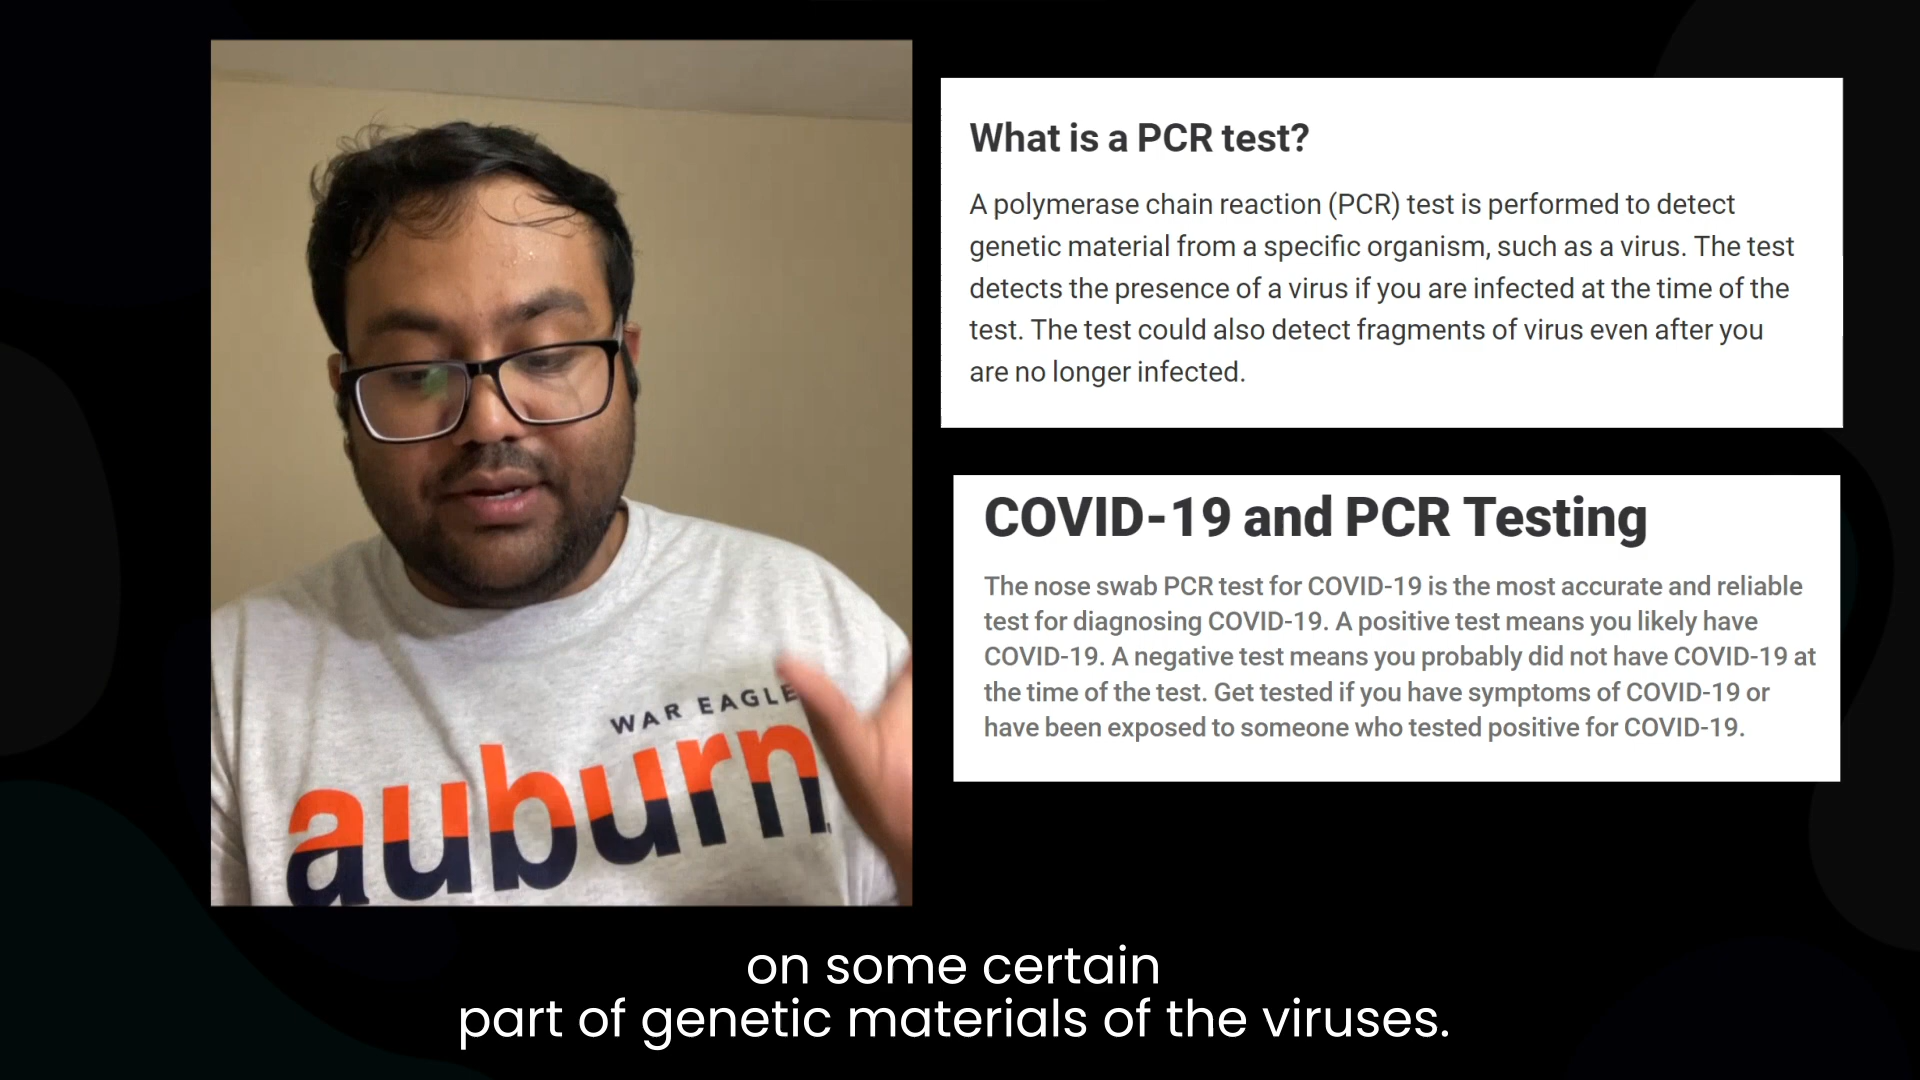 What is a PCR test?
A polymerase chain reaction (PCR) test is performed to detect
genetic material from a specific organism, such as a virus. The test
detects the presence of a virus if you are infected at the time of the
test. The test could also detect fragments of virus even after you
are no longer infected.
COVID-19 and PCR Testing
The nose swab PCR test for COVID-19 is the most accurate and reliable
test for diagnosing COVID-19. A positive test means you likely have
COVID-19. A negative test means you probably did not have COVID-19 at
the time of the test. Get tested if you have symptoms of COVID-19 or
have been exposed to someone who tested positive for COVID-19.
WAR EAGLE
auburn
on some certain
part of genetic materials of the viruses.